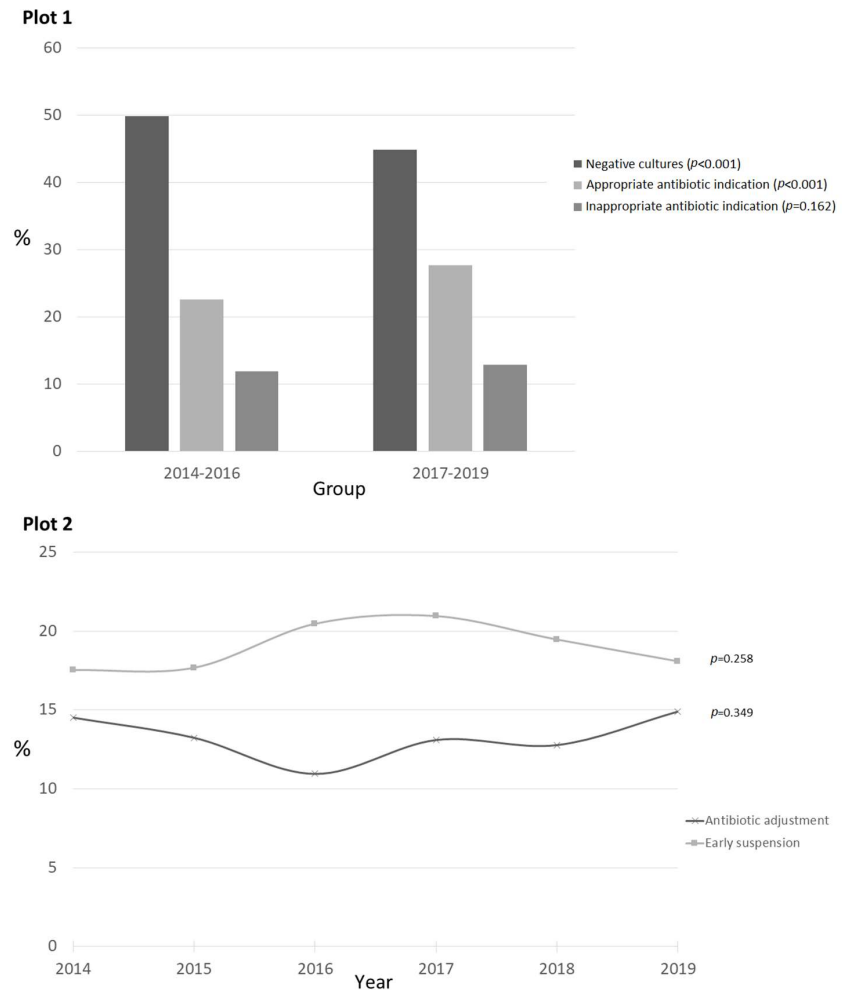 Plot 1
60
50
40
30
20
10
0
%
2014-2016
2017-2019
Group
Negative cultures (p<0.001)
Appropriate antibiotic indication (p<0.001)
Inappropriate antibiotic indication (p=0.162)
Plot 2
25
20
15
10
5
0
%
p=0.258
p=0.349
Antibiotic adjustment
Early suspension
2014
2015
2016
2017
2018
2019
Year